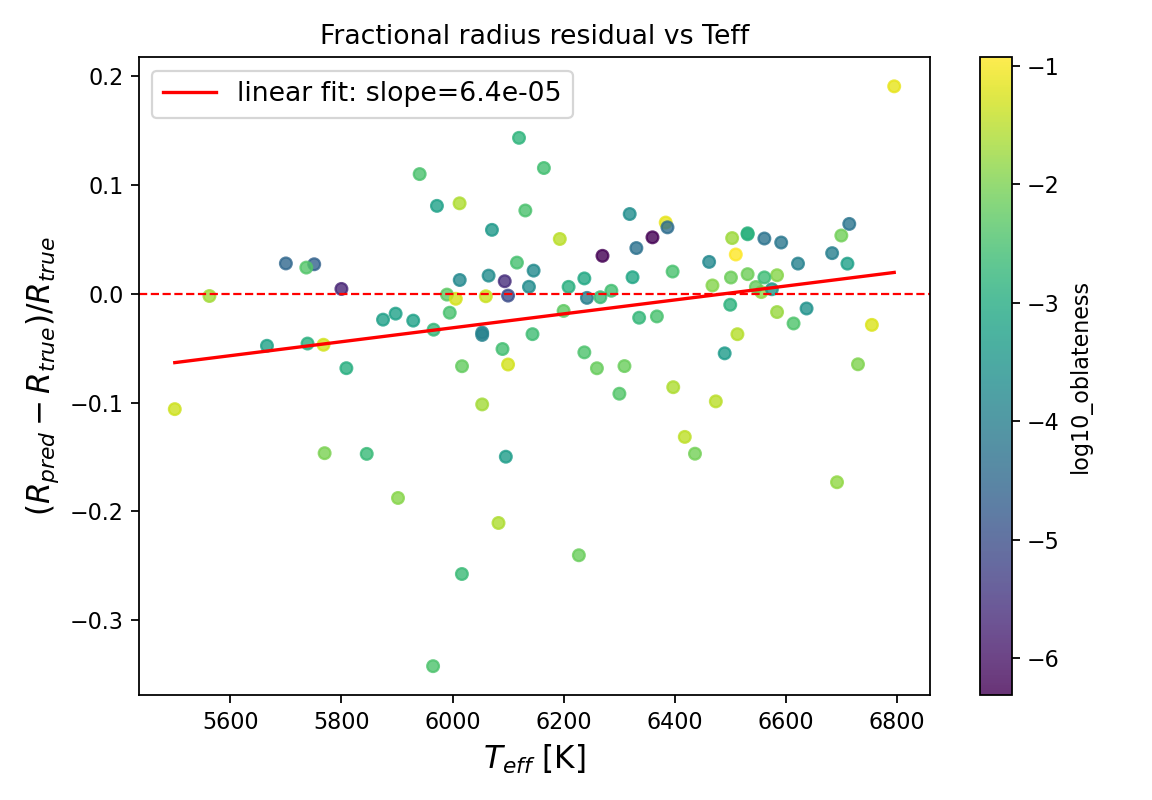 Fractional radius residual vs Teff
linear fit: slope=6.4e-05
0.2
0.1
0.0
−0.1
−0.2
−0.3
(R_pred − R_true)/R_true
5600 5800 6000 6200 6400 6600 6800
T_eff [K]
−1
−2
−3
−4
−5
−6
log10_oblateness